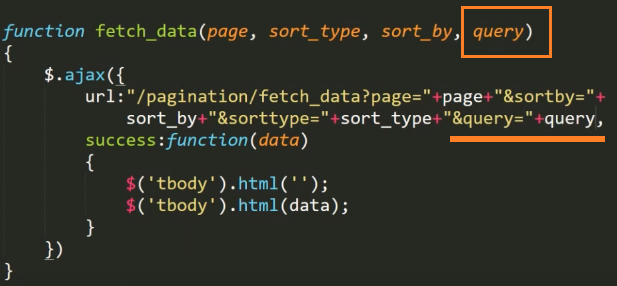 function fetch_data(page, sort_type, sort_by, query)
{
$.ajax({
url:"/pagination/fetch_data?page="+page+"&sortby="+
sort_by+"&sorttype="+sort_type+"&query="+query,
success:function(data)
{
$('tbody').html('');
$('tbody').html(data);
}
})
}